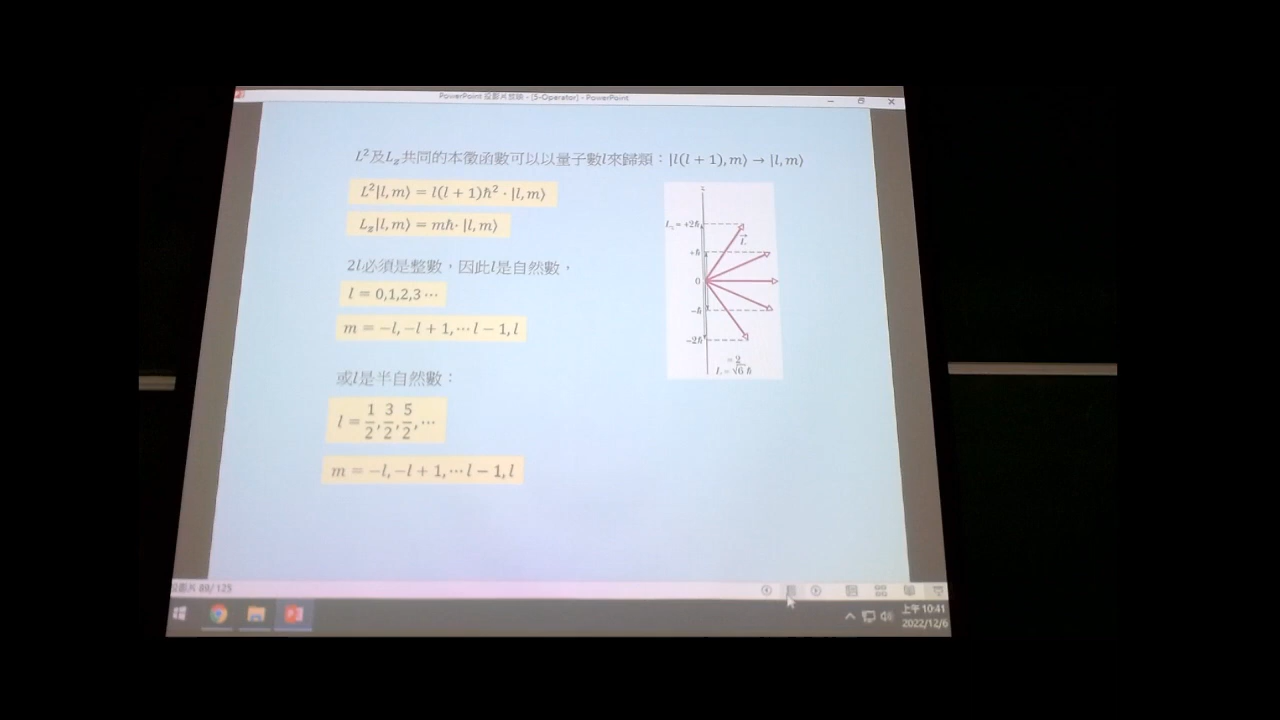 PowerPoint 投影片放映 - [5-Operator] - PowerPoint
L²及L_z共同的本徵函數可以以量子數l來歸類：|l(l + 1), m⟩ → |l, m⟩
L²|l, m⟩ = l(l + 1)ℏ² · |l, m⟩
L_z|l, m⟩ = mℏ · |l, m⟩
2l必須是整數，因此l是自然數，
l = 0,1,2,3 ⋯
m = −l, −l + 1, ⋯ l − 1, l
或l是半自然數：
l = 1/2, 3/2, 5/2, ⋯
m = −l, −l + 1, ⋯ l − 1, l
z
L_z = +2ℏ
L
+ℏ
0
−ℏ
−2ℏ
= 2
= √6 ℏ
投影片 89/125
上午 10:41
2022/12/6